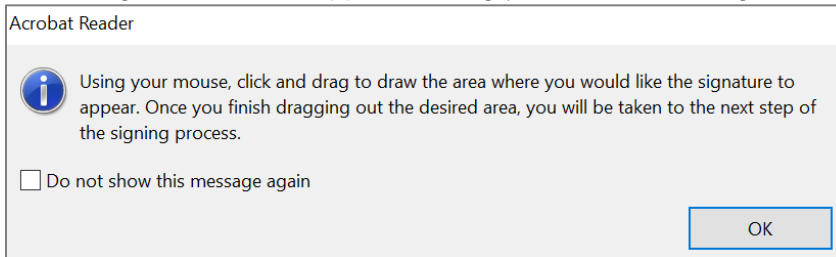 Acrobat Reader
Using your mouse, click and drag to draw the area where you would like the signature to
appear. Once you finish dragging out the desired area, you will be taken to the next step of
the signing process.
Do not show this message again
OK